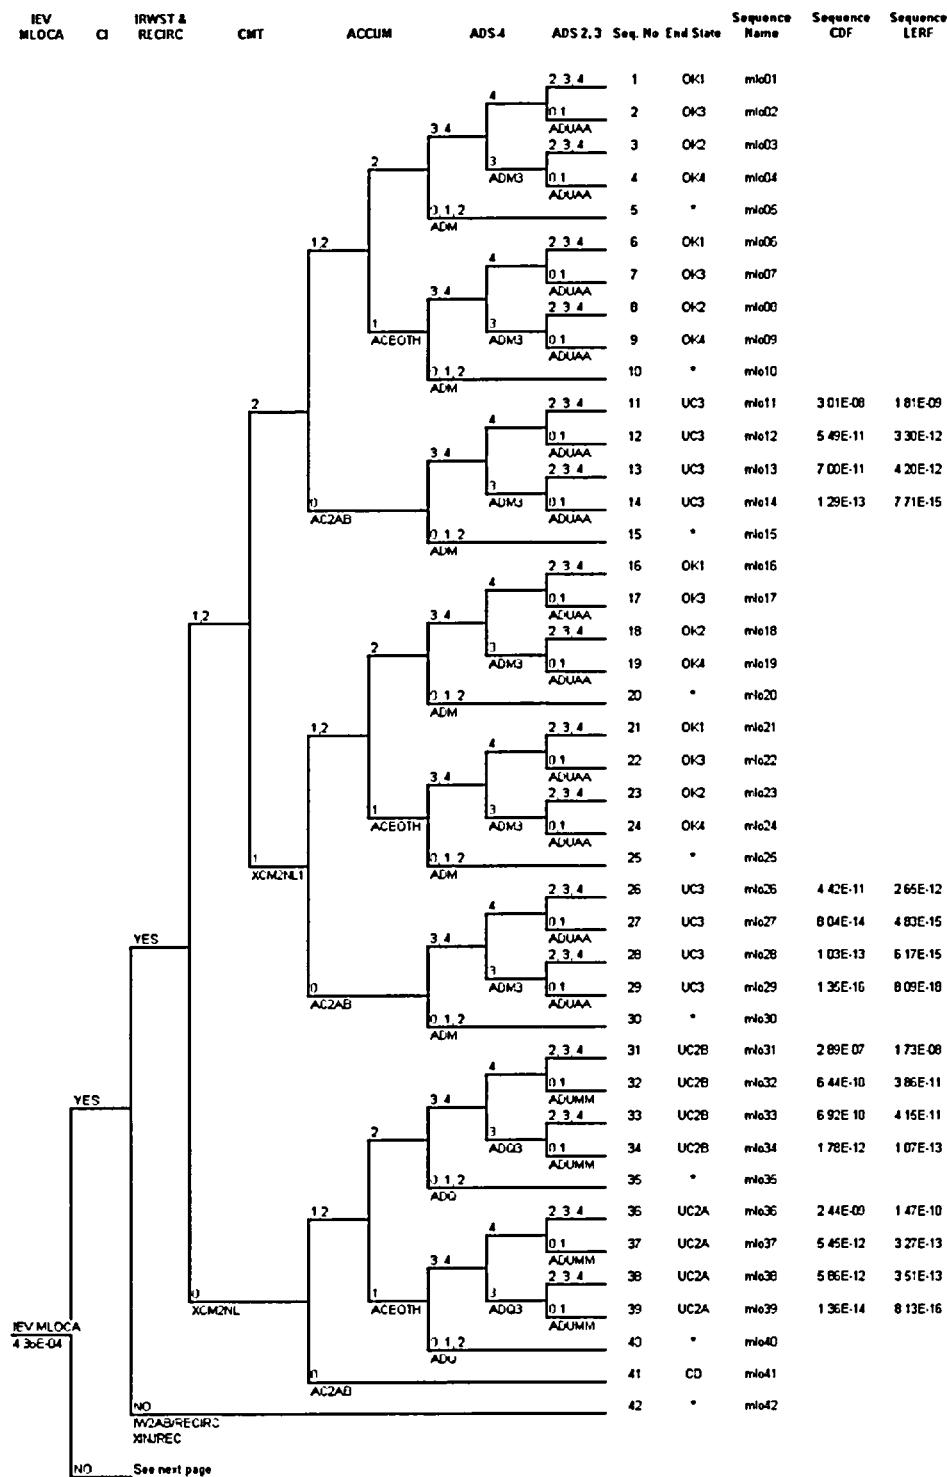 IEV MLOCA CI IRWST & RECIRC CMT ACCUM ADS-4 ADS 2, 3 Seq. No End State Sequence Name Sequence CDF Sequence LERF
2, 3, 4 1 OK1 mlo01
4
0,1 2 OK3 mlo02
ADUAA
3, 4
2, 3, 4 3 OK2 mlo03
2 3
ADM3
0,1 4 OK4 mlo04
ADUAA
0, 1, 2 5 * mlo05
ADM
1,2
2, 3, 4 6 OK1 mlo06
4
0,1 7 OK3 mlo07
ADUAA
3, 4
2, 3, 4 8 OK2 mlo08
1 3
ACEOTH ADM3
0,1 9 OK4 mlo09
ADUAA
0, 1, 2 10 * mlo10
ADM
2
2, 3, 4 11 UC3 mlo11 3.01E-08 1.81E-09
4
0,1 12 UC3 mlo12 5.49E-11 3.30E-12
ADUAA
3, 4
2, 3, 4 13 UC3 mlo13 7.00E-11 4.20E-12
3
ADM3
0 0,1 14 UC3 mlo14 1.29E-13 7.71E-15
AC2AB ADUAA
0, 1, 2 15 * mlo15
ADM
2, 3, 4 16 OK1 mlo16
4
0,1 17 OK3 mlo17
ADUAA
1,2 3, 4
2, 3, 4 18 OK2 mlo18
2 3
ADM3
0,1 19 OK4 mlo19
ADUAA
0, 1, 2 20 * mlo20
ADM
1,2
2, 3, 4 21 OK1 mlo21
4
0,1 22 OK3 mlo22
ADUAA
3, 4
2, 3, 4 23 OK2 mlo23
1 3
ACEOTH ADM3
0,1 24 OK4 mlo24
ADUAA
0, 1, 2 25 * mlo25
1 ADM
XCM2NL1
2, 3, 4 26 UC3 mlo26 4.42E-11 2.65E-12
4
0,1 27 UC3 mlo27 8.04E-14 4.83E-15
ADUAA
YES 3, 4
2, 3, 4 28 UC3 mlo28 1.03E-13 6.17E-15
3
ADM3
0 0,1 29 UC3 mlo29 1.35E-16 8.09E-18
AC2AB ADUAA
0, 1, 2 30 * mlo30
ADM
2, 3, 4 31 UC2B mlo31 2.89E-07 1.73E-08
4
0,1 32 UC2B mlo32 6.44E-10 3.86E-11
ADUMM
YES 3, 4
2, 3, 4 33 UC2B mlo33 6.92E-10 4.15E-11
2 3
ADQ3
0,1 34 UC2B mlo34 1.78E-12 1.07E-13
ADUMM
0, 1, 2 35 * mlo35
ADQ
1,2
2, 3, 4 36 UC2A mlo36 2.44E-09 1.47E-10
4
0,1 37 UC2A mlo37 5.45E-12 3.27E-13
ADUMM
3, 4
2, 3, 4 38 UC2A mlo38 5.86E-12 3.51E-13
0 1 3
XCM2NL ACEOTH ADQ3
0,1 39 UC2A mlo39 1.36E-14 8.13E-16
ADUMM
IEV MLOCA
4.36E-04
0, 1, 2 40 * mlo40
ADQ
0 41 CD mlo41
AC2AB
NO 42 * mlo42
IW2AB/RECIRC
XINJREC
NO See next page